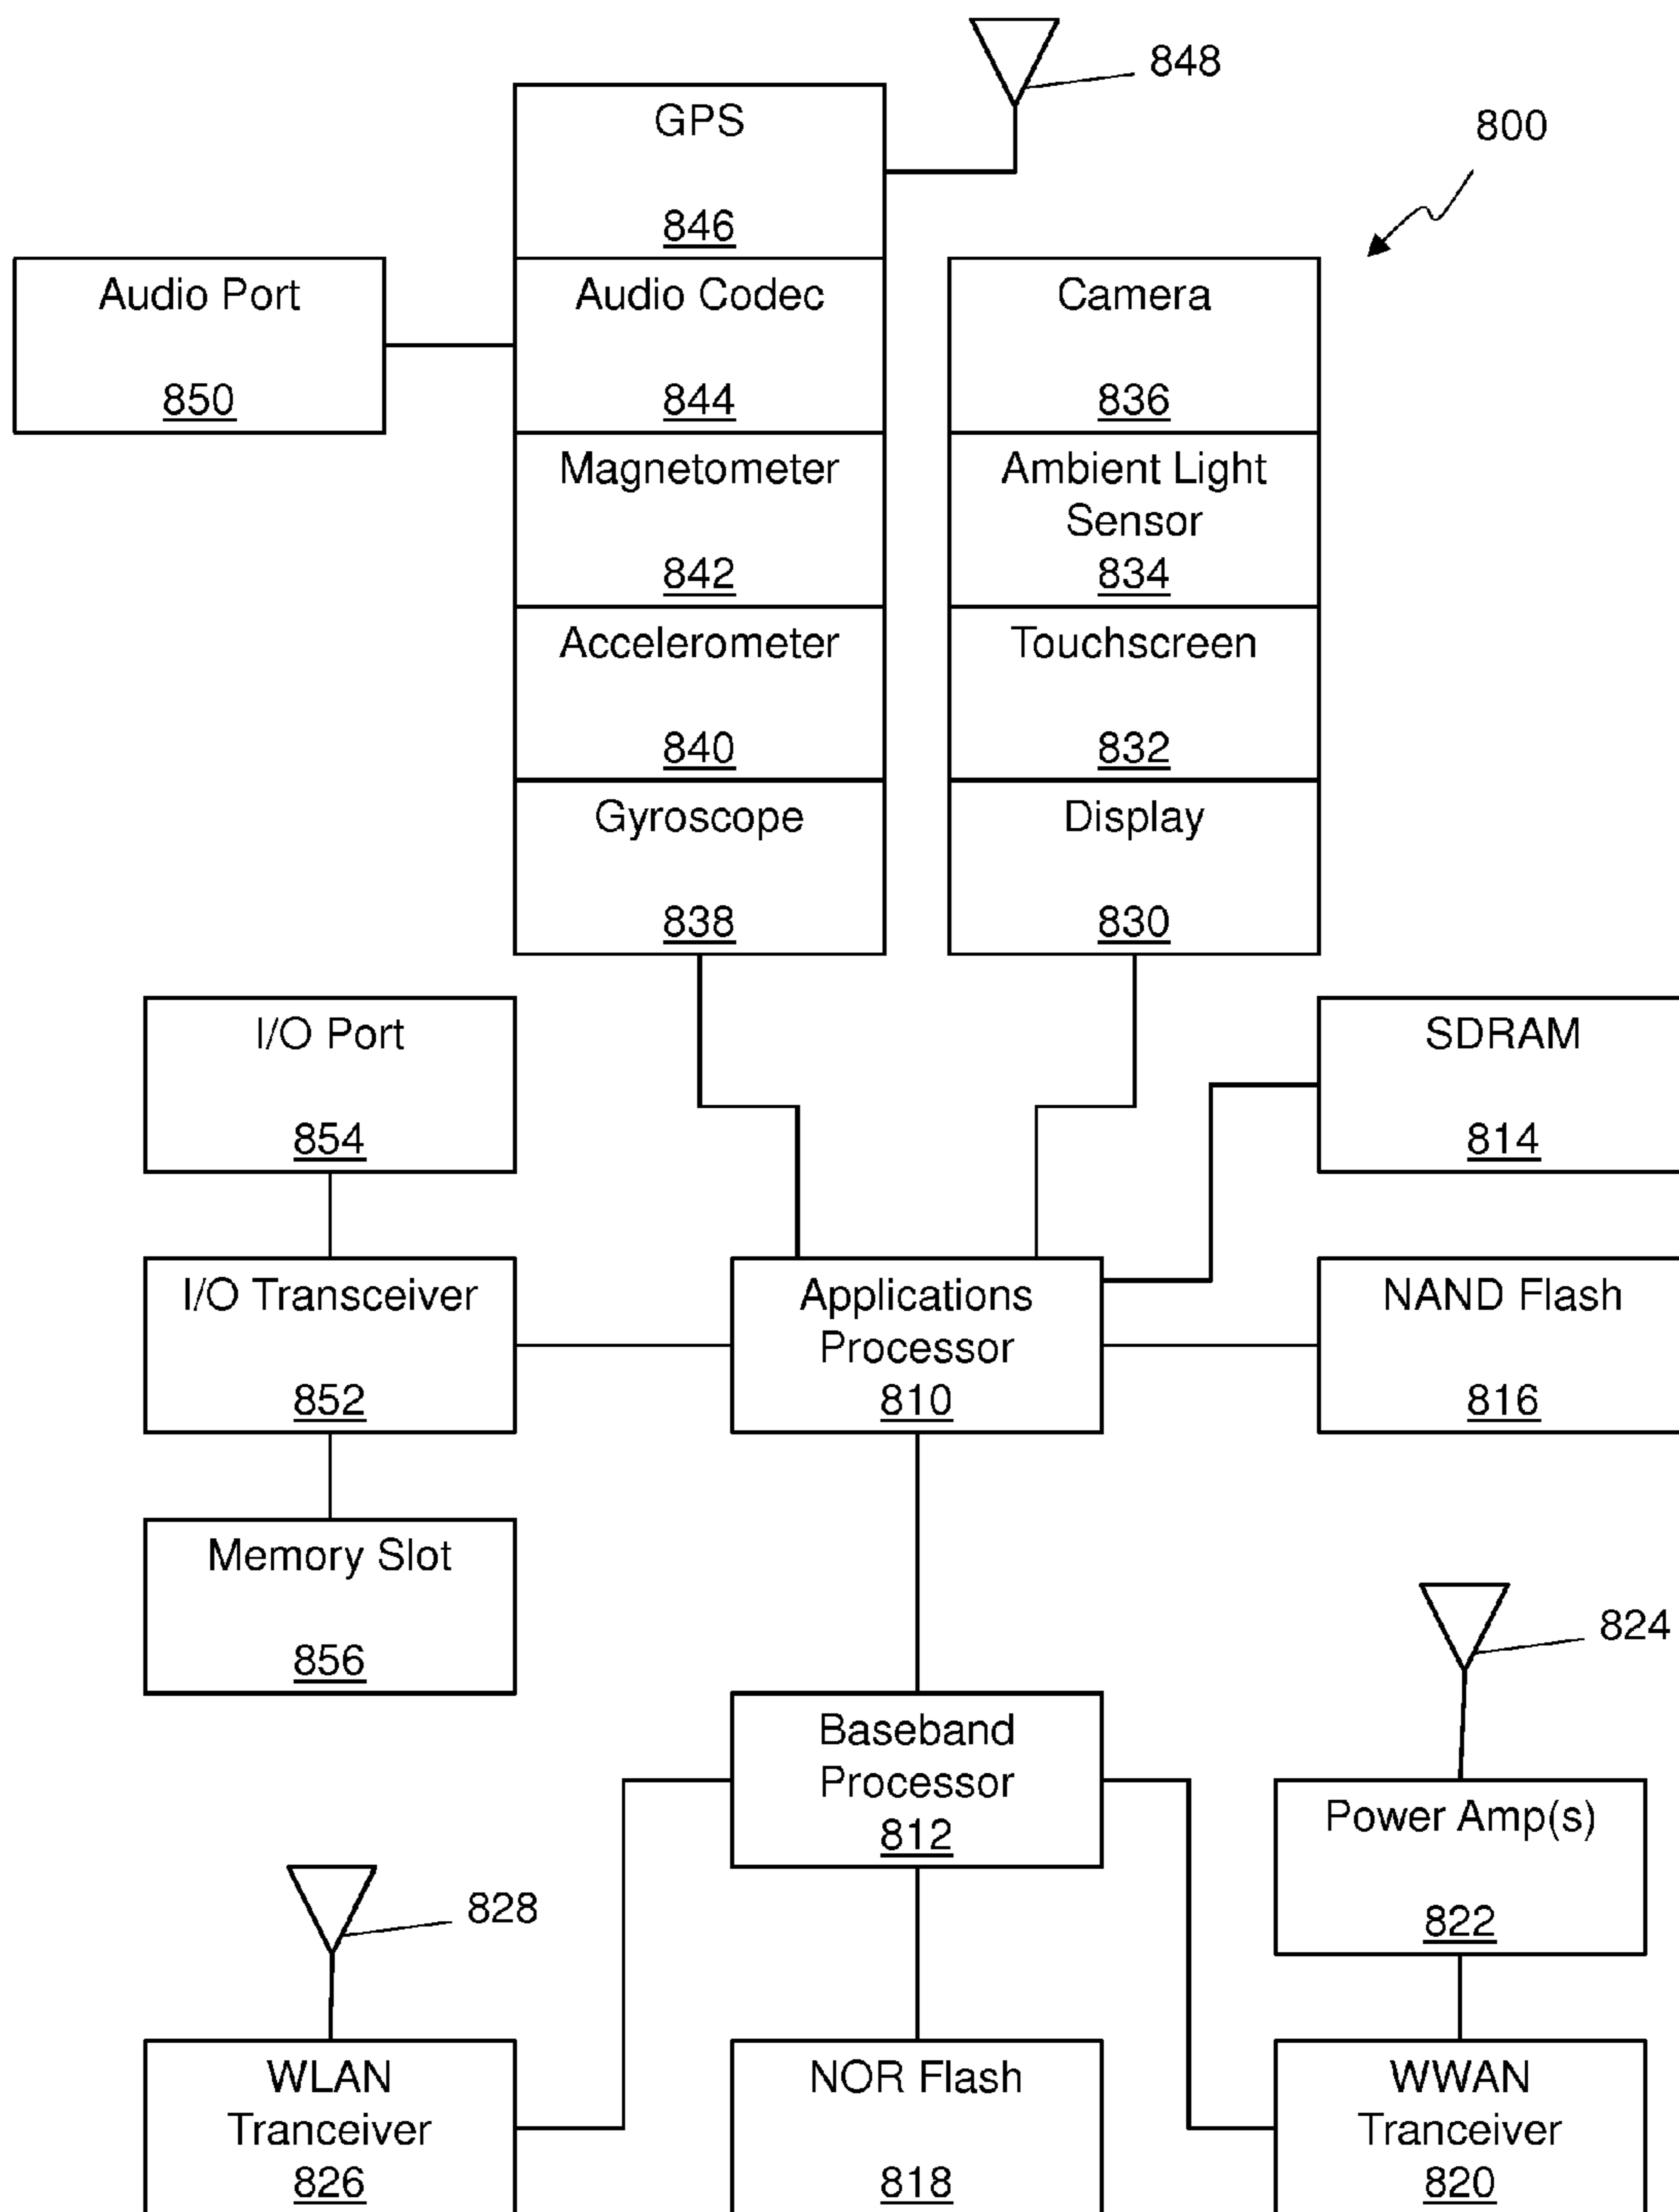 848
800
GPS
846
Audio Port
850
Audio Codec
844
Camera
836
Magnetometer
842
Ambient Light
Sensor
834
Accelerometer
840
Touchscreen
832
Gyroscope
838
Display
830
I/O Port
854
SDRAM
814
I/O Transceiver
852
Applications
Processor
810
NAND Flash
816
Memory Slot
856
824
Baseband
Processor
812
Power Amp(s)
822
828
WLAN
Tranceiver
826
NOR Flash
818
WWAN
Tranceiver
820